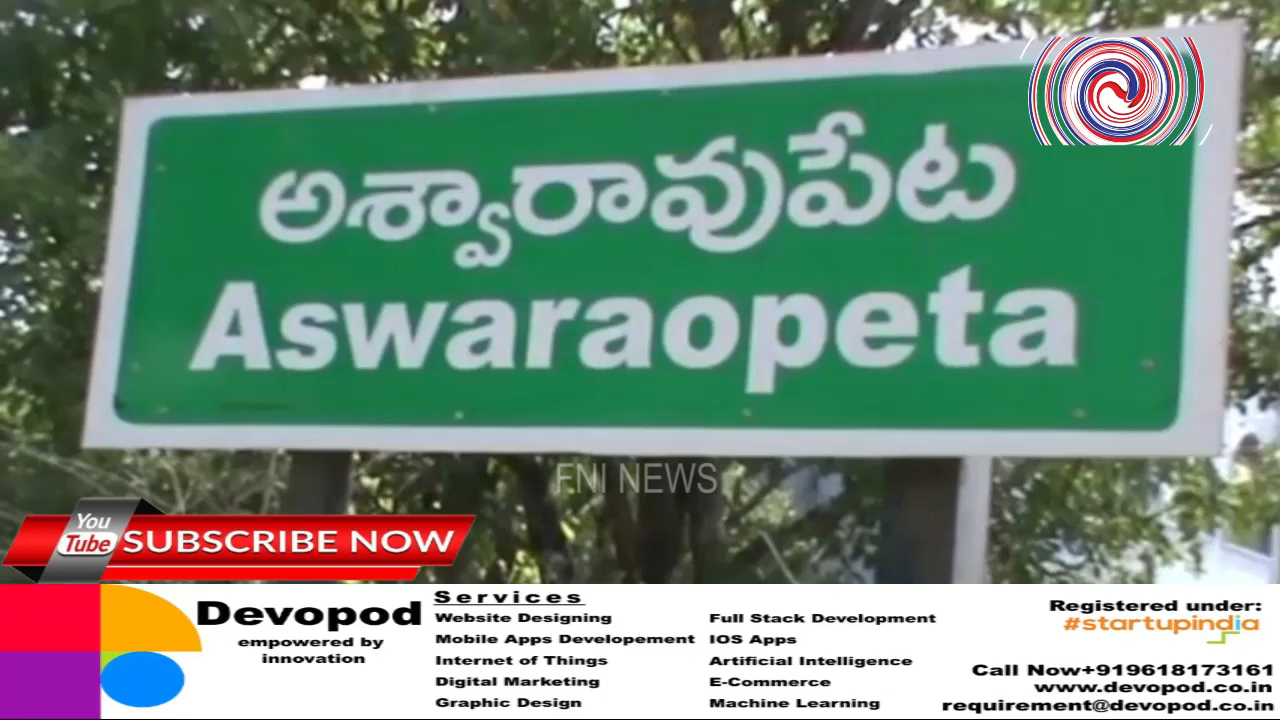 అశ్వారావుపేట
Aswaraopeta
FNI NEWS
You
Tube
SUBSCRIBE NOW
Devopod
empowered by
innovation
Services
Website Designing
Mobile Apps Developement
Internet of Things
Digital Marketing
Graphic Design
Full Stack Development
IOS Apps
Artificial Intelligence
E-Commerce
Machine Learning
Registered under:
#startupindia
Call Now+919618173161
www.devopod.co.in
requirement@devopod.co.in